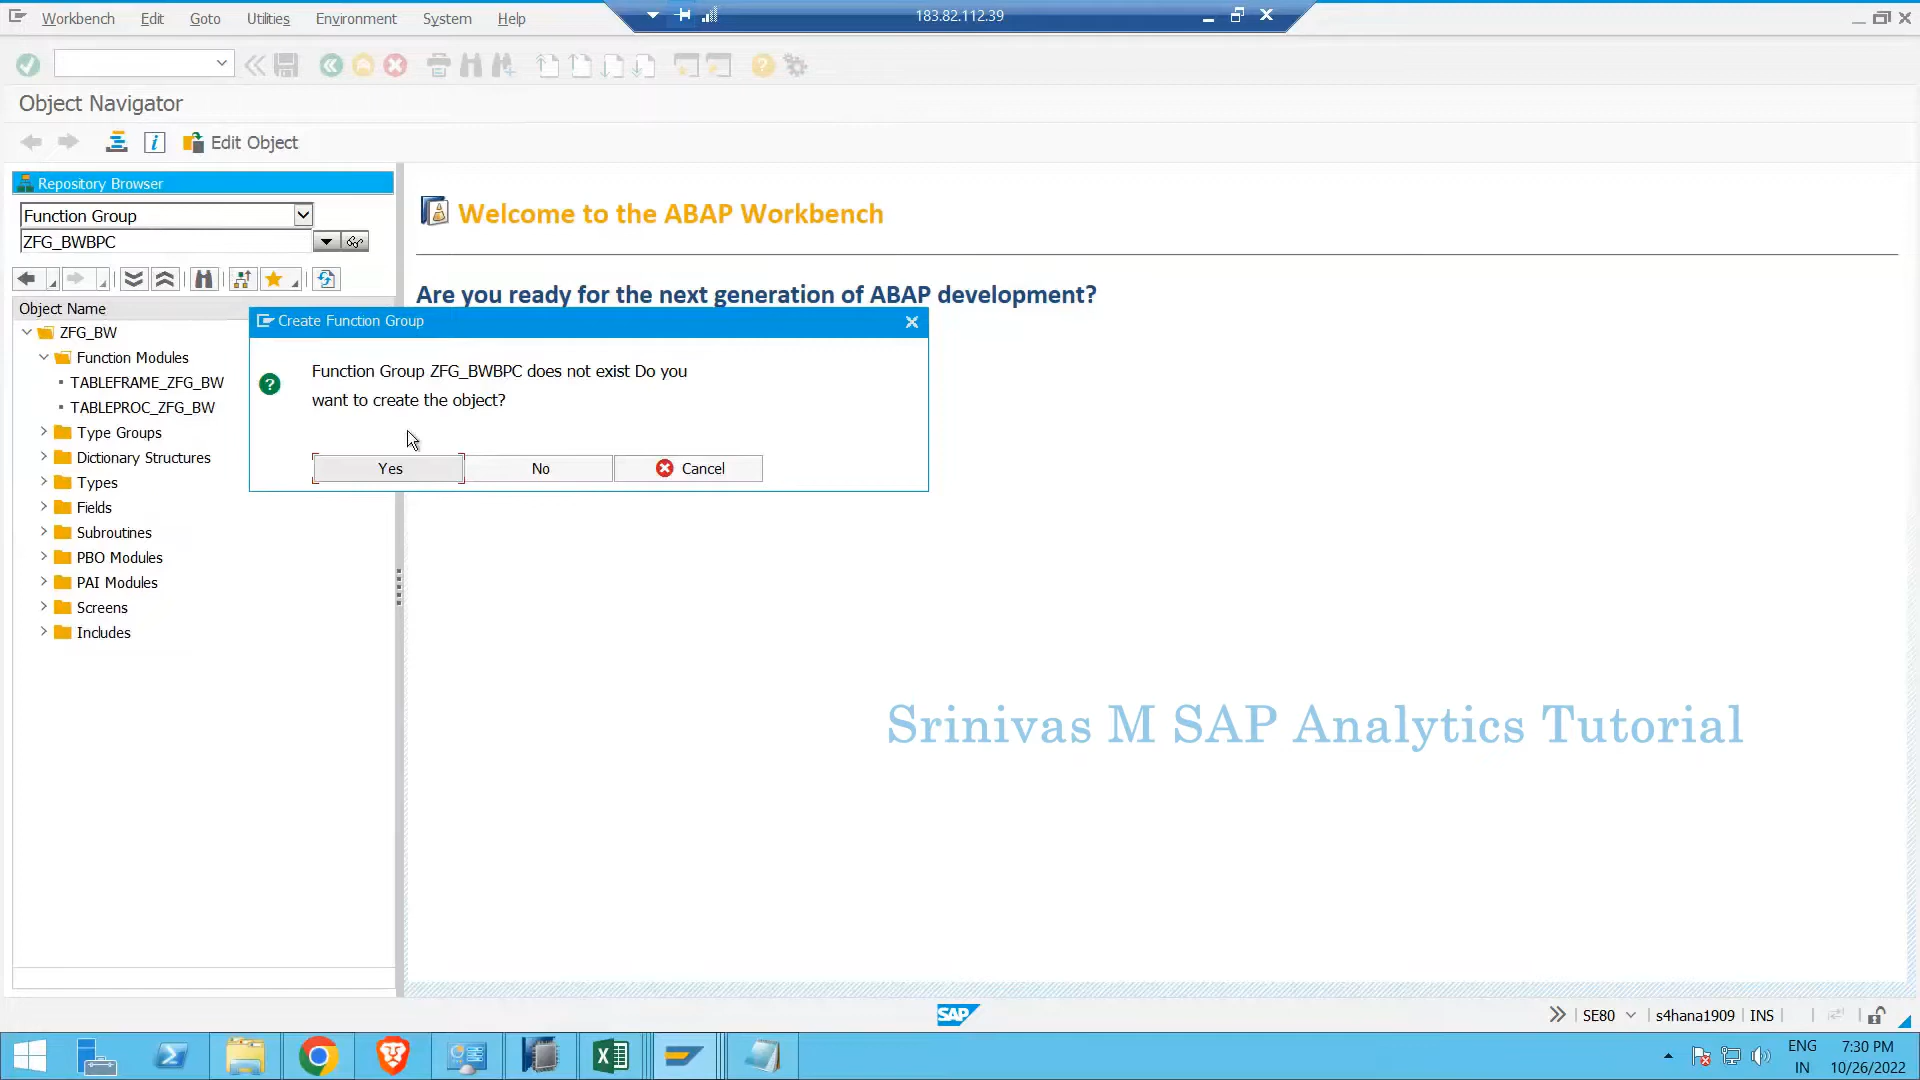 Workbench Edit Goto Utilities Environment System Help
183.82.112.39
Object Navigator
Edit Object
Repository Browser
Function Group
ZFG_BWBPC
Object Name
ZFG_BW
Function Modules
TABLEFRAME_ZFG_BW
TABLEPROC_ZFG_BW
Type Groups
Dictionary Structures
Types
Fields
Subroutines
PBO Modules
PAI Modules
Screens
Includes
Welcome to the ABAP Workbench
Are you ready for the next generation of ABAP development?
Create Function Group
Function Group ZFG_BWBPC does not exist Do you
want to create the object?
Yes No Cancel
Srinivas M SAP Analytics Tutorial
SAP
SE80 s4hana1909 INS
ENG
IN
7:30 PM
10/26/2022